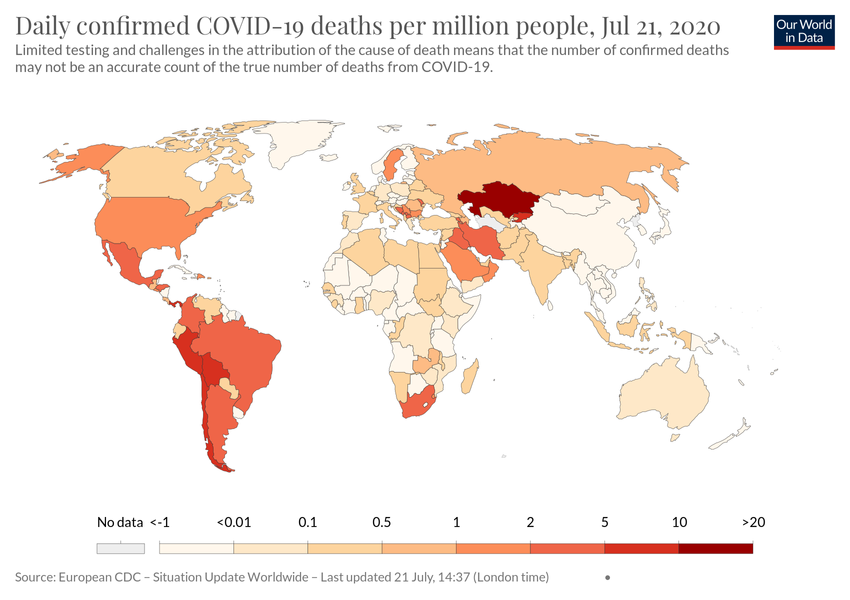 Daily confirmed COVID-19 deaths per million people, Jul 21, 2020
Our World
in Data
Limited testing and challenges in the attribution of the cause of death means that the number of confirmed deaths
may not be an accurate count of the true number of deaths from COVID-19.
No data <-1 <0.01 0.1 0.5 1 2 5 10 >20
Source: European CDC – Situation Update Worldwide – Last updated 21 July, 14:37 (London time) •